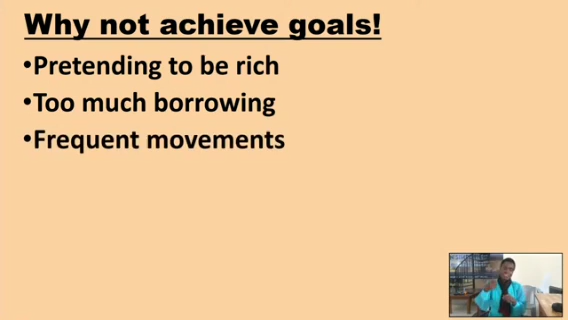 Why not achieve goals!
•Pretending to be rich
•Too much borrowing
•Frequent movements